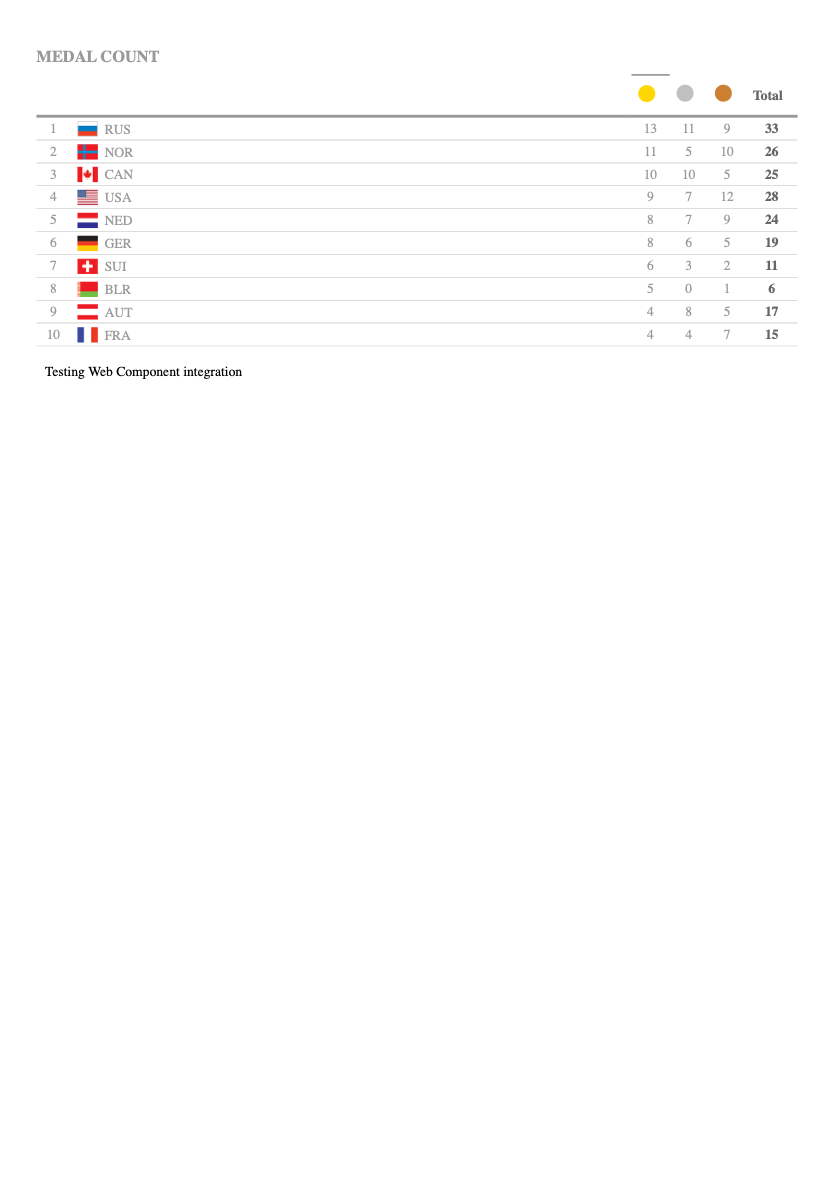 MEDAL COUNT
Total
1 RUS 13 11 9 33
2 NOR 11 5 10 26
3 CAN 10 10 5 25
4 USA 9 7 12 28
5 NED 8 7 9 24
6 GER 8 6 5 19
7 SUI 6 3 2 11
8 BLR 5 0 1 6
9 AUT 4 8 5 17
10 FRA 4 4 7 15
Testing Web Component integration